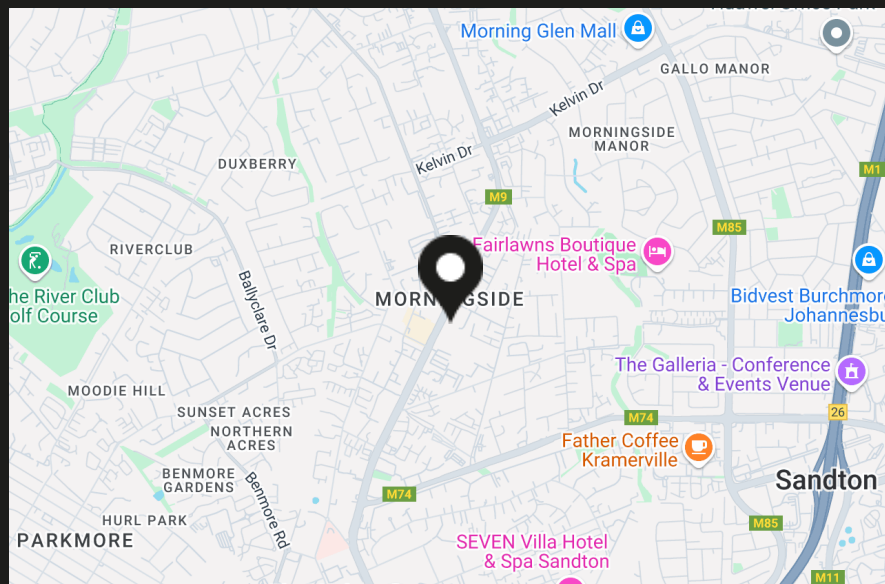 Morning Glen Mall
GALLO MANOR
Kelvin Dr
MORNINGSIDE
MANOR
Kelvin Dr
DUXBERRY
M1
M9
M85
Fairlawns Boutique
Hotel & Spa
RIVERCLUB
he River Club
olf Course
Ballyclare Dr
MORNINGSIDE
Bidvest Burchmore
Johannesbu
The Galleria - Conference
& Events Venue
MOODIE HILL
SUNSET ACRES
NORTHERN
ACRES
M74
26
Father Coffee
Kramerville
BENMORE
GARDENS
Benmore Rd
M74
Sandton
HURL PARK
PARKMORE
M85
SEVEN Villa Hotel
& Spa Sandton
M11